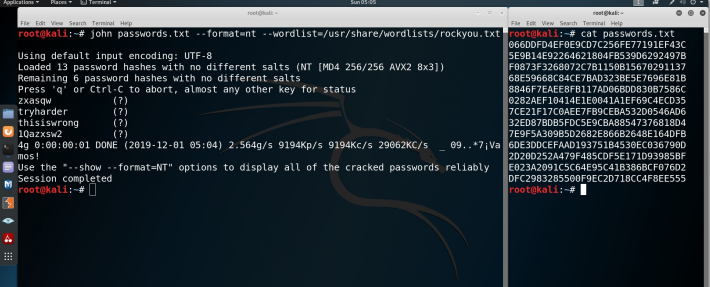 Applications Places Terminal Sun 05:05
root@kali: ~
File Edit View Search Terminal Help
root@kali:~# john passwords.txt --format=nt --wordlist=/usr/share/wordlists/rockyou.txt
Using default input encoding: UTF-8
Loaded 13 password hashes with no different salts (NT [MD4 256/256 AVX2 8x3])
Remaining 6 password hashes with no different salts
Press 'q' or Ctrl-C to abort, almost any other key for status
zxasqw (?)
tryharder (?)
thisiswrong (?)
1Qazxsw2 (?)
4g 0:00:00:01 DONE (2019-12-01 05:04) 2.564g/s 9194Kp/s 9194Kc/s 29062KC/s _ 09..*7¡Va
mos!
Use the "--show --format=NT" options to display all of the cracked passwords reliably
Session completed
root@kali:~#
root@kali: ~
File Edit View Search Terminal Help
root@kali:~# cat passwords.txt
066DDFD4EF0E9CD7C256FE77191EF43C
5E9B14E92264621804FB539D6292497B
F0873F3268072C7B1150B15670291137
68E59668C84CE7BAD323BE5E7696E81B
8846F7EAEE8FB117AD06BDD830B7586C
0282AEF10414E1E0041A1EF69C4ECD35
7CE21F17C0AEE7FB9CEBA532D0546AD6
32ED87BDB5FDC5E9CBA88547376818D4
7E9F5A309B5D2682E866B2648E164DFB
6DE3DDCEFAAD193751B4530EC036790D
2D20D252A479F485CDF5E171D93985BF
E023A2091C5C64E95C41B386BCF076D2
DFC2983285500F9EC2D718CC4F8EE555
root@kali:~#